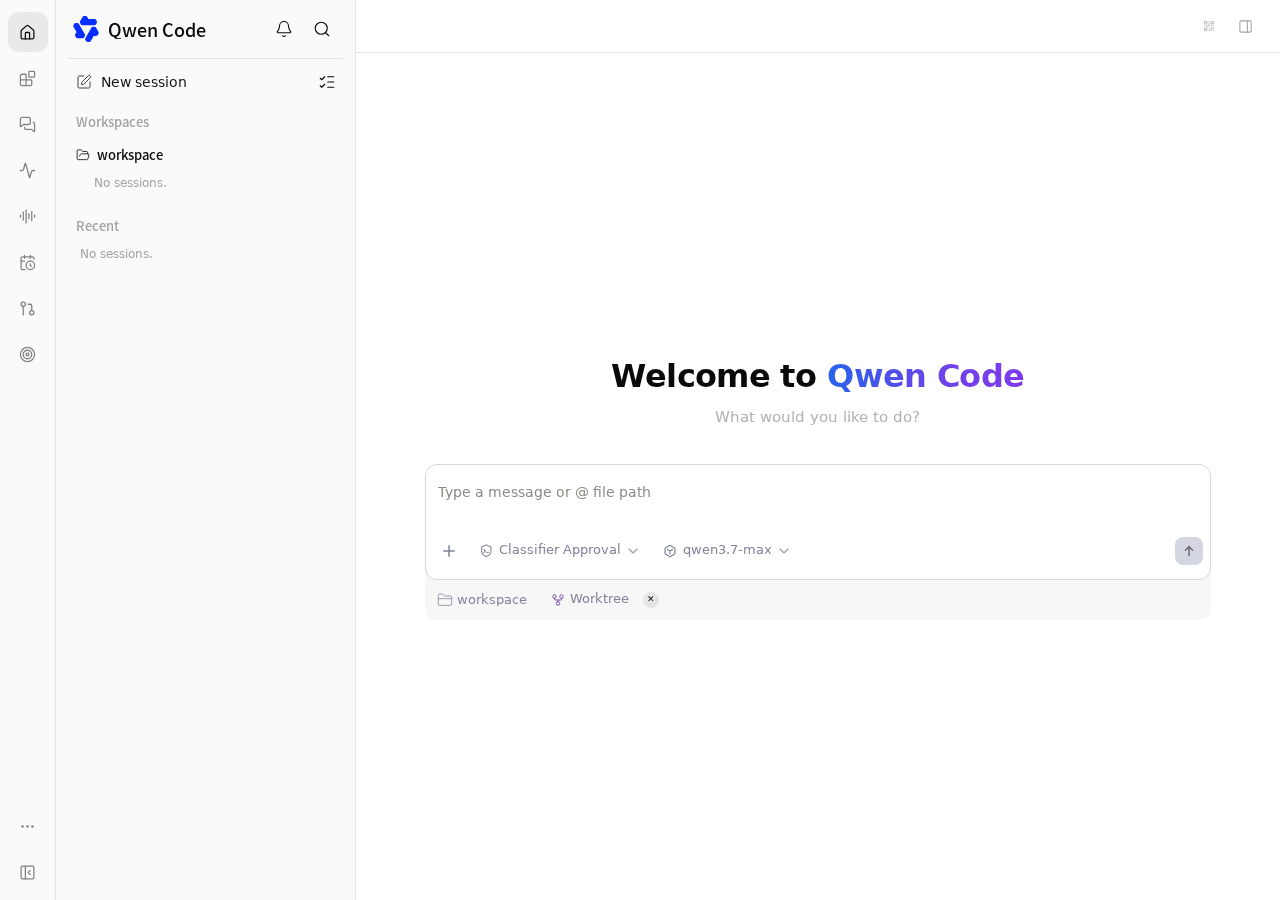 Qwen Code
New session
Workspaces
workspace
No sessions.
Recent
No sessions.
Welcome to Qwen Code
What would you like to do?
Type a message or @ file path
Classifier Approval
qwen3.7-max
workspace
Worktree